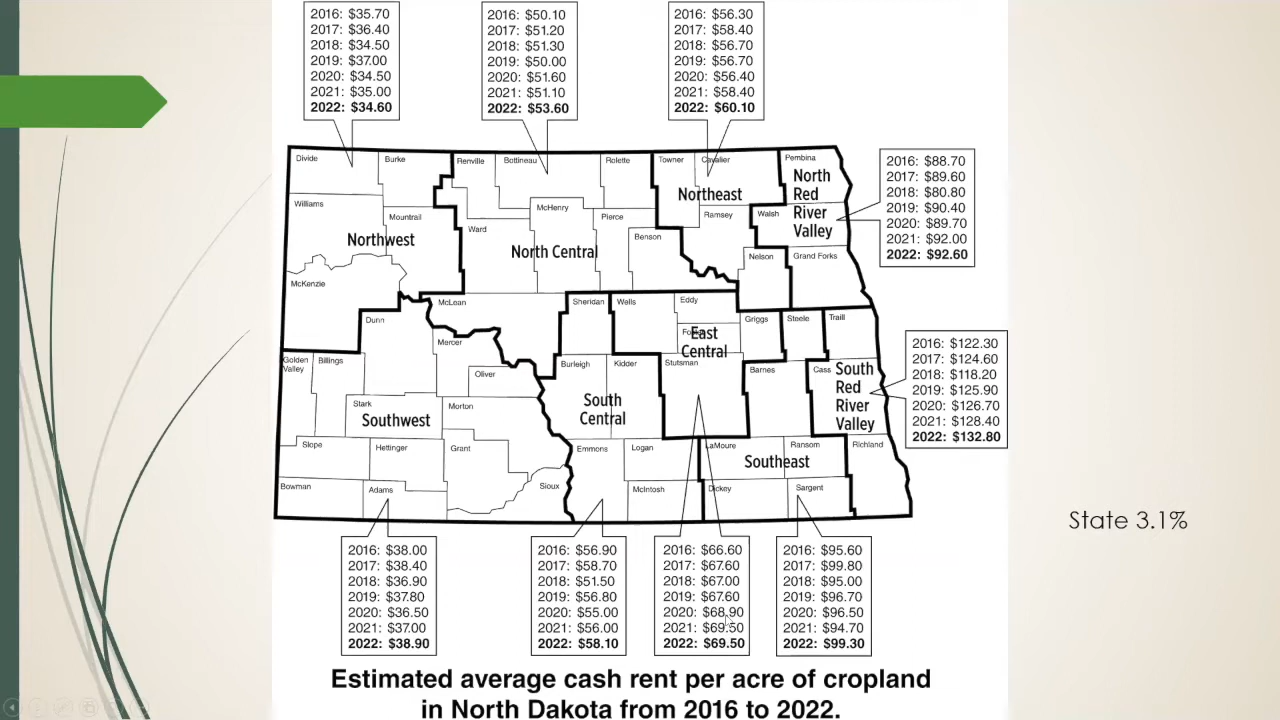 2016: $35.70
2017: $36.40
2018: $34.50
2019: $37.00
2020: $34.50
2021: $35.00
2022: $34.60
2016: $50.10
2017: $51.20
2018: $51.30
2019: $50.00
2020: $51.60
2021: $51.10
2022: $53.60
2016: $56.30
2017: $58.40
2018: $56.70
2019: $56.70
2020: $56.40
2021: $58.40
2022: $60.10
Divide
Burke
Renville
Bottineau
Rolette
Towner
Cavalier
Pembina
North
Red
River
Valley
Northeast
Williams
Mountrail
McHenry
Pierce
Ramsey
Walsh
Ward
Benson
Northwest
North Central
Nelson
Grand Forks
McKenzie
2016: $88.70
2017: $89.60
2018: $80.80
2019: $90.40
2020: $89.70
2021: $92.00
2022: $92.60
McLean
Sheridan
Wells
Eddy
Dunn
Griggs
Steele
Traill
East
Central
Mercer
Golden
Valley
Billings
Oliver
Burleigh
Kidder
Stutsman
Barnes
Cass
South
Red
River
Valley
Stark
Morton
South
Central
Southwest
2016: $122.30
2017: $124.60
2018: $118.20
2019: $125.90
2020: $126.70
2021: $128.40
2022: $132.80
Slope
Hettinger
Grant
Emmons
Logan
LaMoure
Ransom
Richland
Southeast
Bowman
Adams
Sioux
McIntosh
Dickey
Sargent
State 3.1%
2016: $38.00
2017: $38.40
2018: $36.90
2019: $37.80
2020: $36.50
2021: $37.00
2022: $38.90
2016: $56.90
2017: $58.70
2018: $51.50
2019: $56.80
2020: $55.00
2021: $56.00
2022: $58.10
2016: $66.60
2017: $67.60
2018: $67.00
2019: $67.60
2020: $68.90
2021: $69.50
2022: $69.50
2016: $95.60
2017: $99.80
2018: $95.00
2019: $96.70
2020: $96.50
2021: $94.70
2022: $99.30
Estimated average cash rent per acre of cropland
in North Dakota from 2016 to 2022.